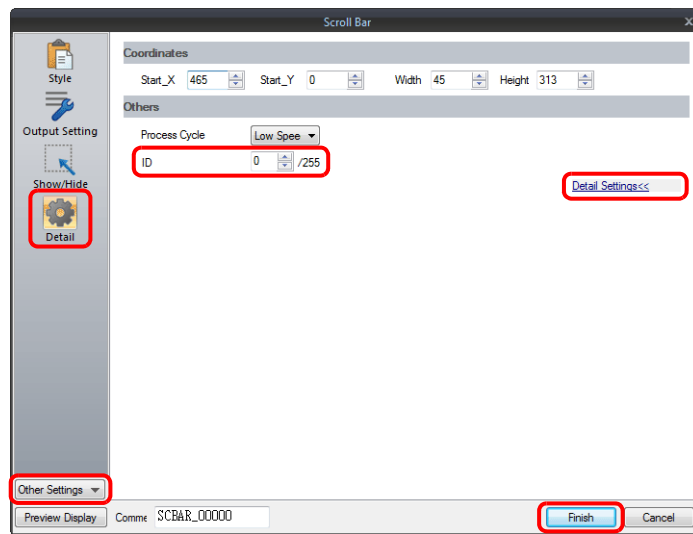 Scroll Bar
X
Style
Output Setting
Show/Hide
Detail
Other Settings
Preview Display
Coordinates
Start_X 465 Start_Y 0 Width 45 Height 313
Others
Process Cycle Low Spee
ID 0 /255
Detail Settings<<
Comme SCBAR_00000 Finish Cancel